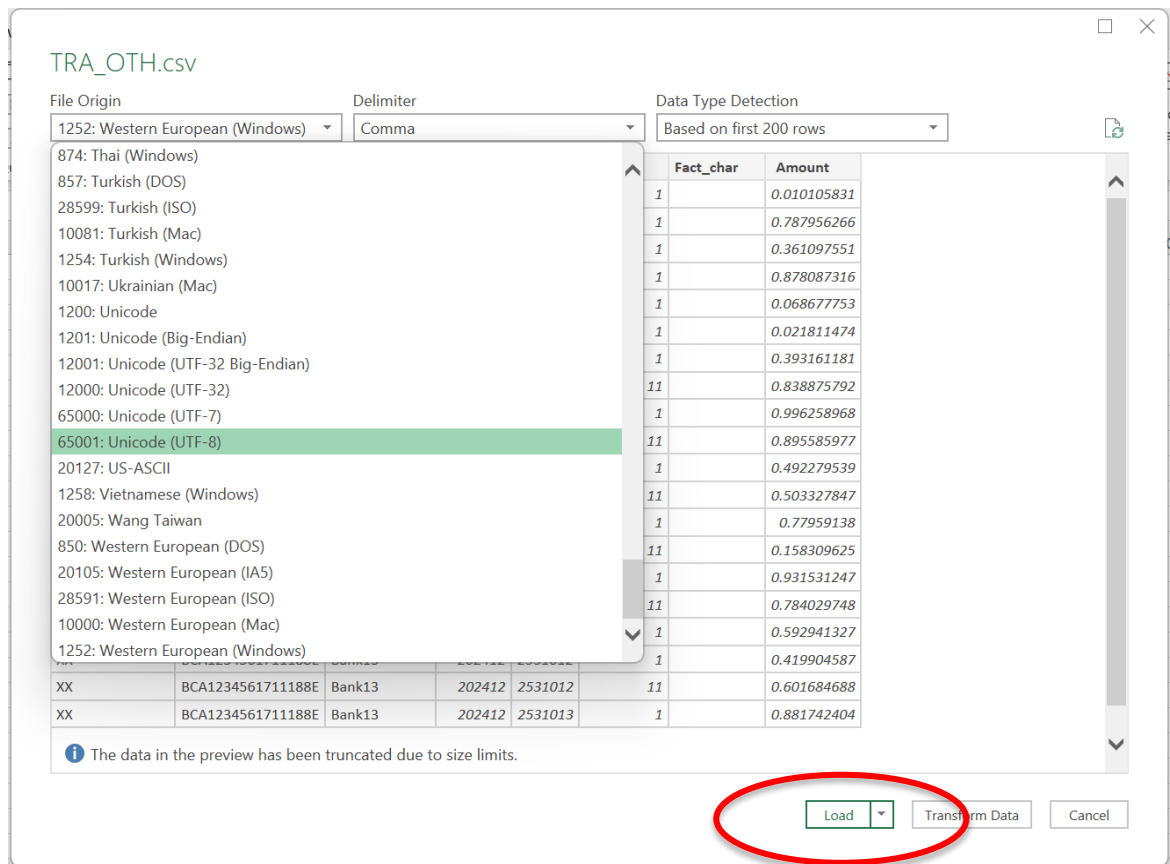 TRA_OTH.csv
File Origin Delimiter Data Type Detection
1252: Western European (Windows) Comma Based on first 200 rows
874: Thai (Windows)
857: Turkish (DOS)
28599: Turkish (ISO)
10081: Turkish (Mac)
1254: Turkish (Windows)
10017: Ukrainian (Mac)
1200: Unicode
1201: Unicode (Big-Endian)
12001: Unicode (UTF-32 Big-Endian)
12000: Unicode (UTF-32)
65000: Unicode (UTF-7)
65001: Unicode (UTF-8)
20127: US-ASCII
1258: Vietnamese (Windows)
20005: Wang Taiwan
850: Western European (DOS)
20105: Western European (IA5)
28591: Western European (ISO)
10000: Western European (Mac)
1252: Western European (Windows)
Fact_char Amount
1 0.010105831
1 0.787956266
1 0.361097551
1 0.878087316
1 0.068677753
1 0.021811474
1 0.393161181
11 0.838875792
1 0.996258968
11 0.895585977
1 0.492279539
11 0.503327847
1 0.77959138
11 0.158309625
1 0.931531247
11 0.784029748
1 0.592941327
1 0.419904587
XX BCA1234561711188E Bank13 202412 2531012 11 0.601684688
XX BCA1234561711188E Bank13 202412 2531013 1 0.881742404
The data in the preview has been truncated due to size limits.
Load Transform Data Cancel